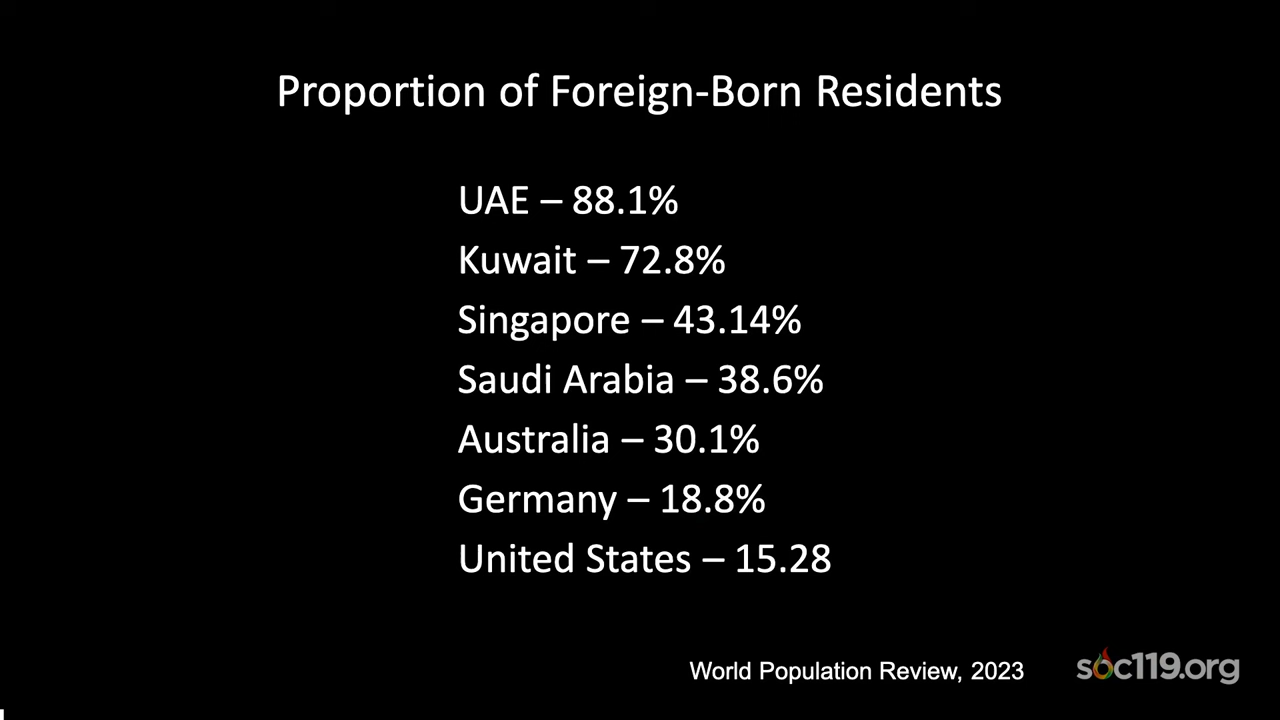 Proportion of Foreign-Born Residents
UAE – 88.1%
Kuwait – 72.8%
Singapore – 43.14%
Saudi Arabia – 38.6%
Australia – 30.1%
Germany – 18.8%
United States – 15.28
World Population Review, 2023
soc119.org